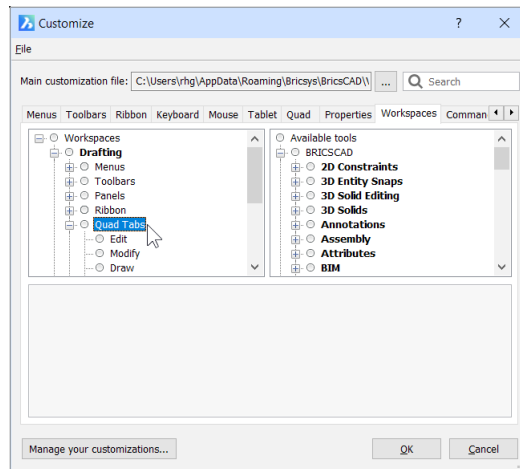 Customize
?
File
Main customization file: C:\Users\rhg\AppData\Roaming\Bricsys\BricsCAD\V ... Search
Menus Toolbars Ribbon Keyboard Mouse Tablet Quad Properties Workspaces Comman
Workspaces
Drafting
Menus
Toolbars
Panels
Ribbon
Quad Tabs
Edit
Modify
Draw
Available tools
BRICSCAD
2D Constraints
3D Entity Snaps
3D Solid Editing
3D Solids
Annotations
Assembly
Attributes
BIM
Manage your customizations... OK Cancel